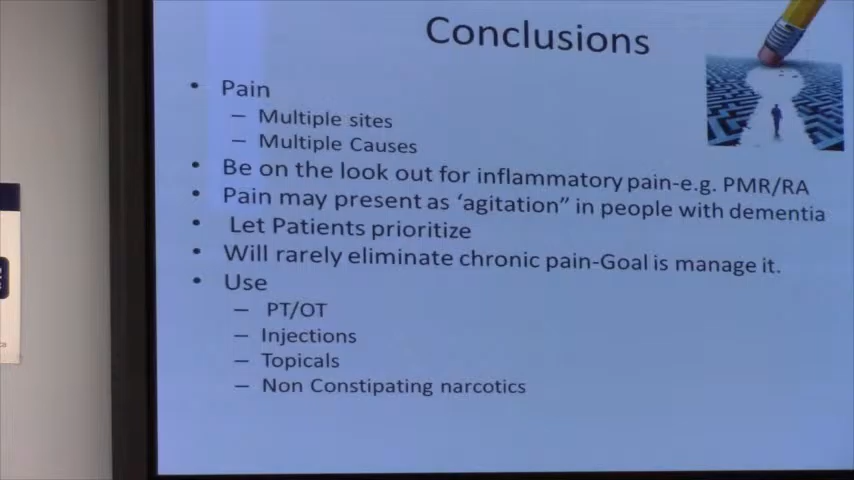 Conclusions
• Pain
– Multiple sites
– Multiple Causes
• Be on the look out for inflammatory pain-e.g. PMR/RA
• Pain may present as ‘agitation” in people with dementia
• Let Patients prioritize
• Will rarely eliminate chronic pain-Goal is manage it.
• Use
– PT/OT
– Injections
– Topicals
– Non Constipating narcotics